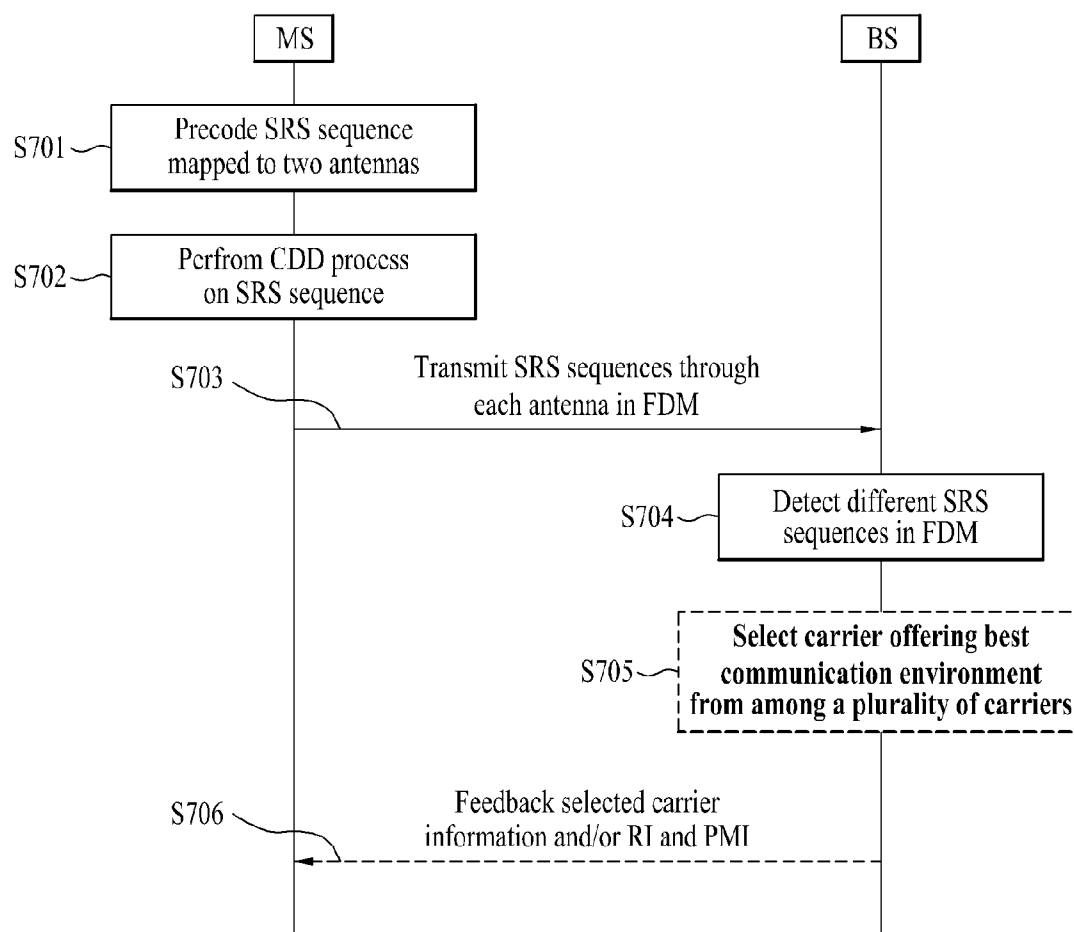 MS
BS
S701
Precode SRS sequence
mapped to two antennas
S702
Perfrom CDD process
on SRS sequence
S703
Transmit SRS sequences through
each antenna in FDM
S704
Detect different SRS
sequences in FDM
S705
Select carrier offering best
communication environment
from among a plurality of carriers
S706
Feedback selected carrier
information and/or RI and PMI